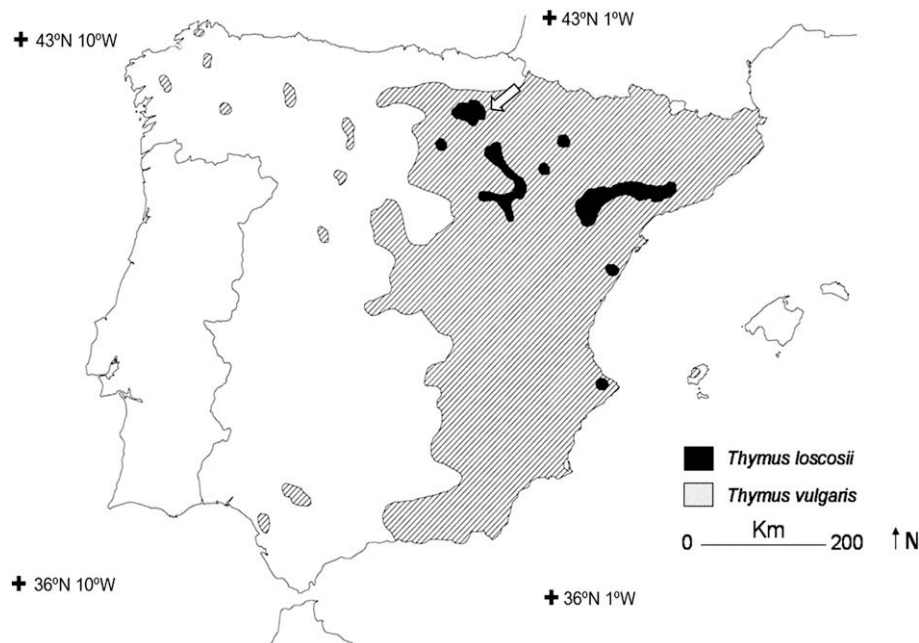 43ºN 10ºW
43ºN 1ºW
Thymus loscosii
Thymus vulgaris
Km
0 200 N
36ºN 10ºW
36ºN 1ºW